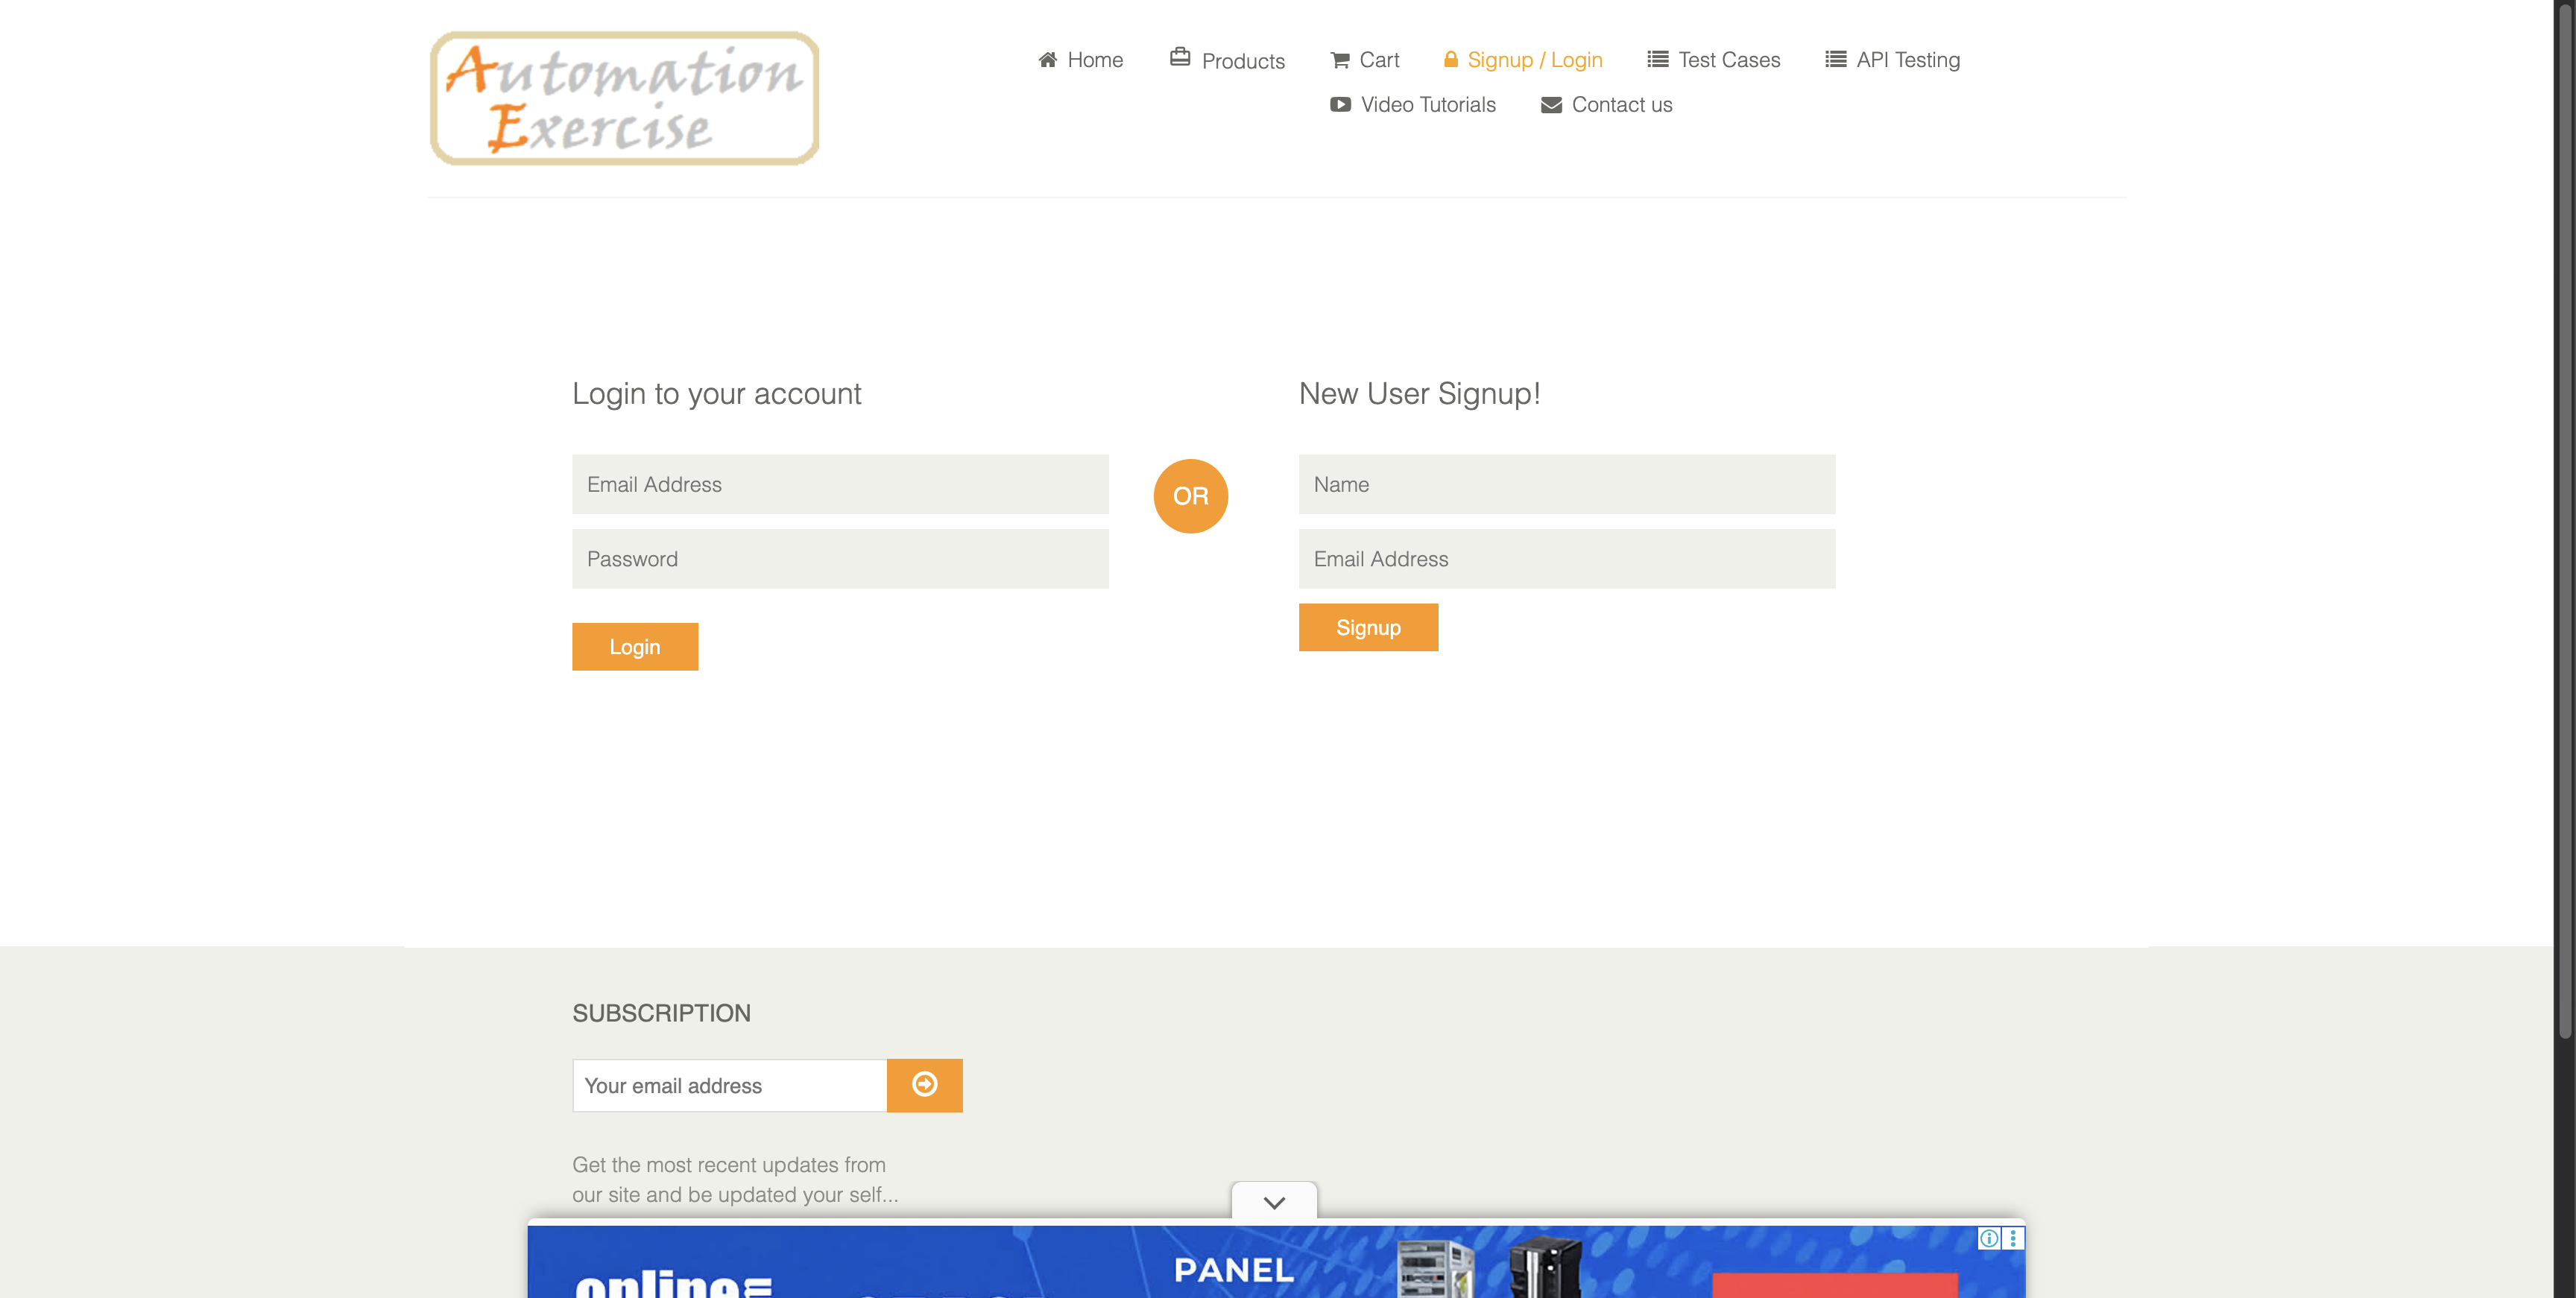 Automation
Exercise
Home
Products
Cart
Signup / Login
Test Cases
API Testing
Video Tutorials
Contact us
Login to your account
Email Address
Password
Login
OR
New User Signup!
Name
Email Address
Signup
SUBSCRIPTION
Your email address
Get the most recent updates from
our site and be updated your self...
PANEL